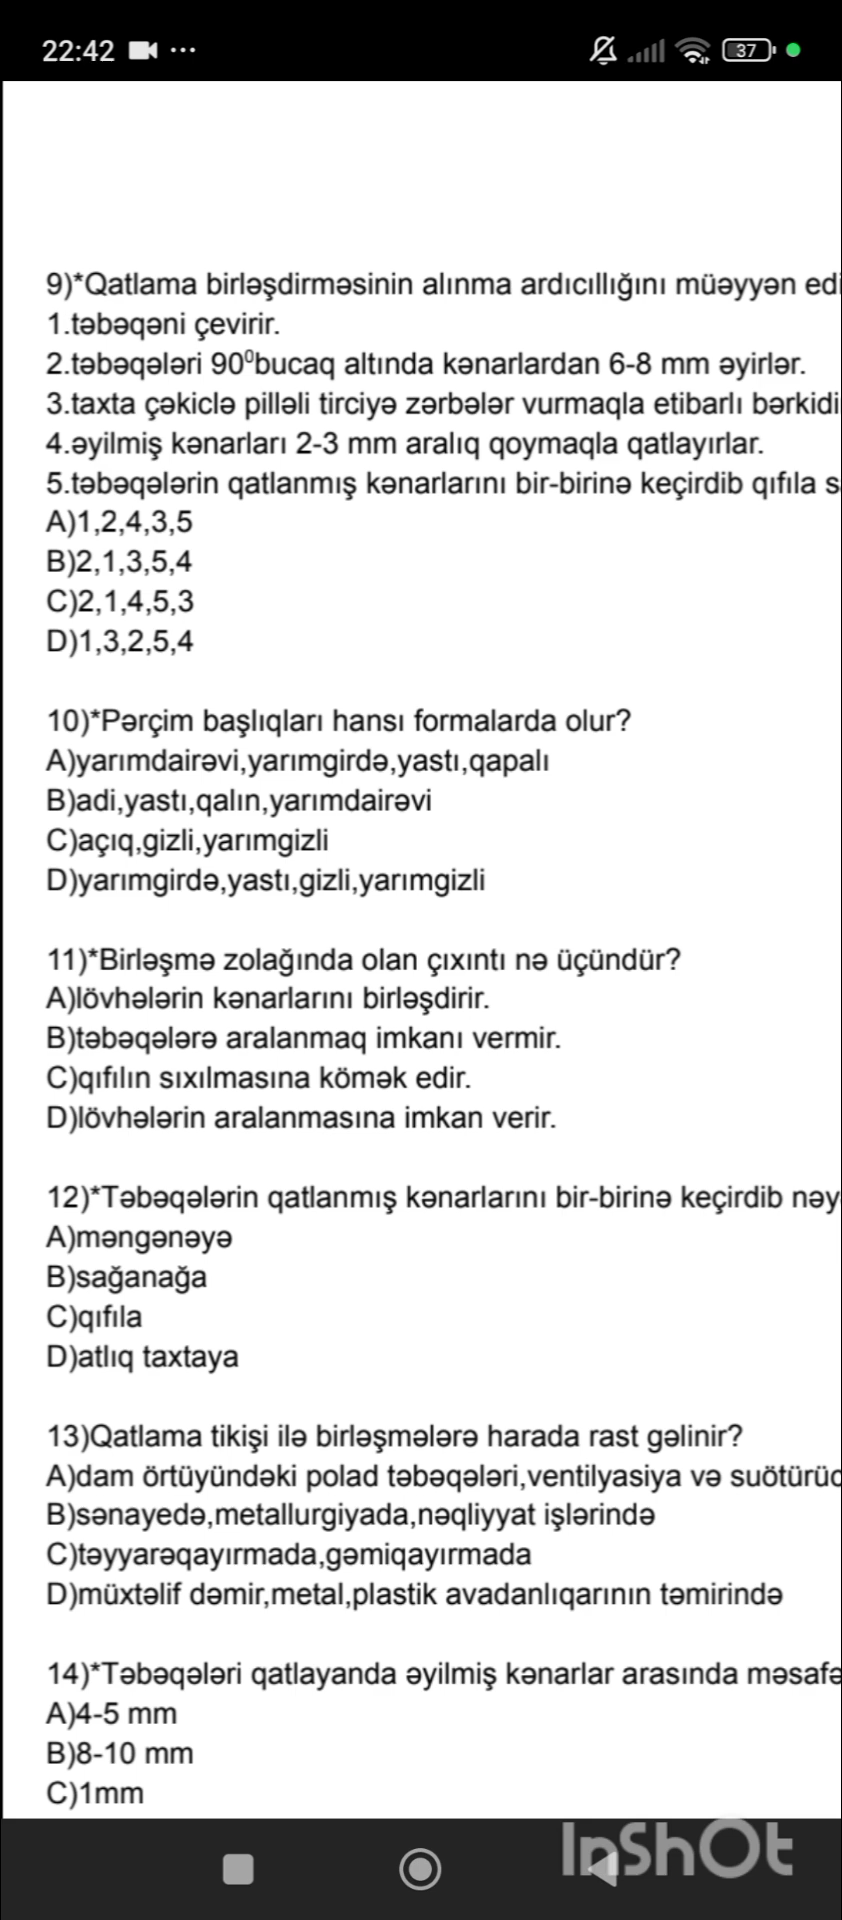 22:42
37
9)*Qatlama birləşdirməsinin alınma ardıcıllığını müəyyən edi
1.təbəqəni çevirir.
2.təbəqələri 90⁰bucaq altında kənarlardan 6-8 mm əyirlər.
3.taxta çəkiclə pilləli tirciyə zərbələr vurmaqla etibarlı bərkidi
4.əyilmiş kənarları 2-3 mm aralıq qoymaqla qatlayırlar.
5.təbəqələrin qatlanmış kənarlarını bir-birinə keçirdib qıfıla s
A)1,2,4,3,5
B)2,1,3,5,4
C)2,1,4,5,3
D)1,3,2,5,4
10)*Pərçim başlıqları hansı formalarda olur?
A)yarımdairəvi,yarımgirdə,yastı,qapalı
B)adi,yastı,qalın,yarımdairəvi
C)açıq,gizli,yarımgizli
D)yarımgirdə,yastı,gizli,yarımgizli
11)*Birləşmə zolağında olan çıxıntı nə üçündür?
A)lövhələrin kənarlarını birləşdirir.
B)təbəqələrə aralanmaq imkanı vermir.
C)qıfılın sıxılmasına kömək edir.
D)lövhələrin aralanmasına imkan verir.
12)*Təbəqələrin qatlanmış kənarlarını bir-birinə keçirdib nəy
A)məngənəyə
B)sağanağa
C)qıfıla
D)atlıq taxtaya
13)Qatlama tikişi ilə birləşmələrə harada rast gəlinir?
A)dam örtüyündəki polad təbəqələri,ventilyasiya və suötürüc
B)sənayedə,metallurgiyada,nəqliyyat işlərində
C)təyyarəqayırmada,gəmiqayırmada
D)müxtəlif dəmir,metal,plastik avadanlıqarının təmirində
14)*Təbəqələri qatlayanda əyilmiş kənarlar arasında məsafə
A)4-5 mm
B)8-10 mm
C)1mm
InShOt